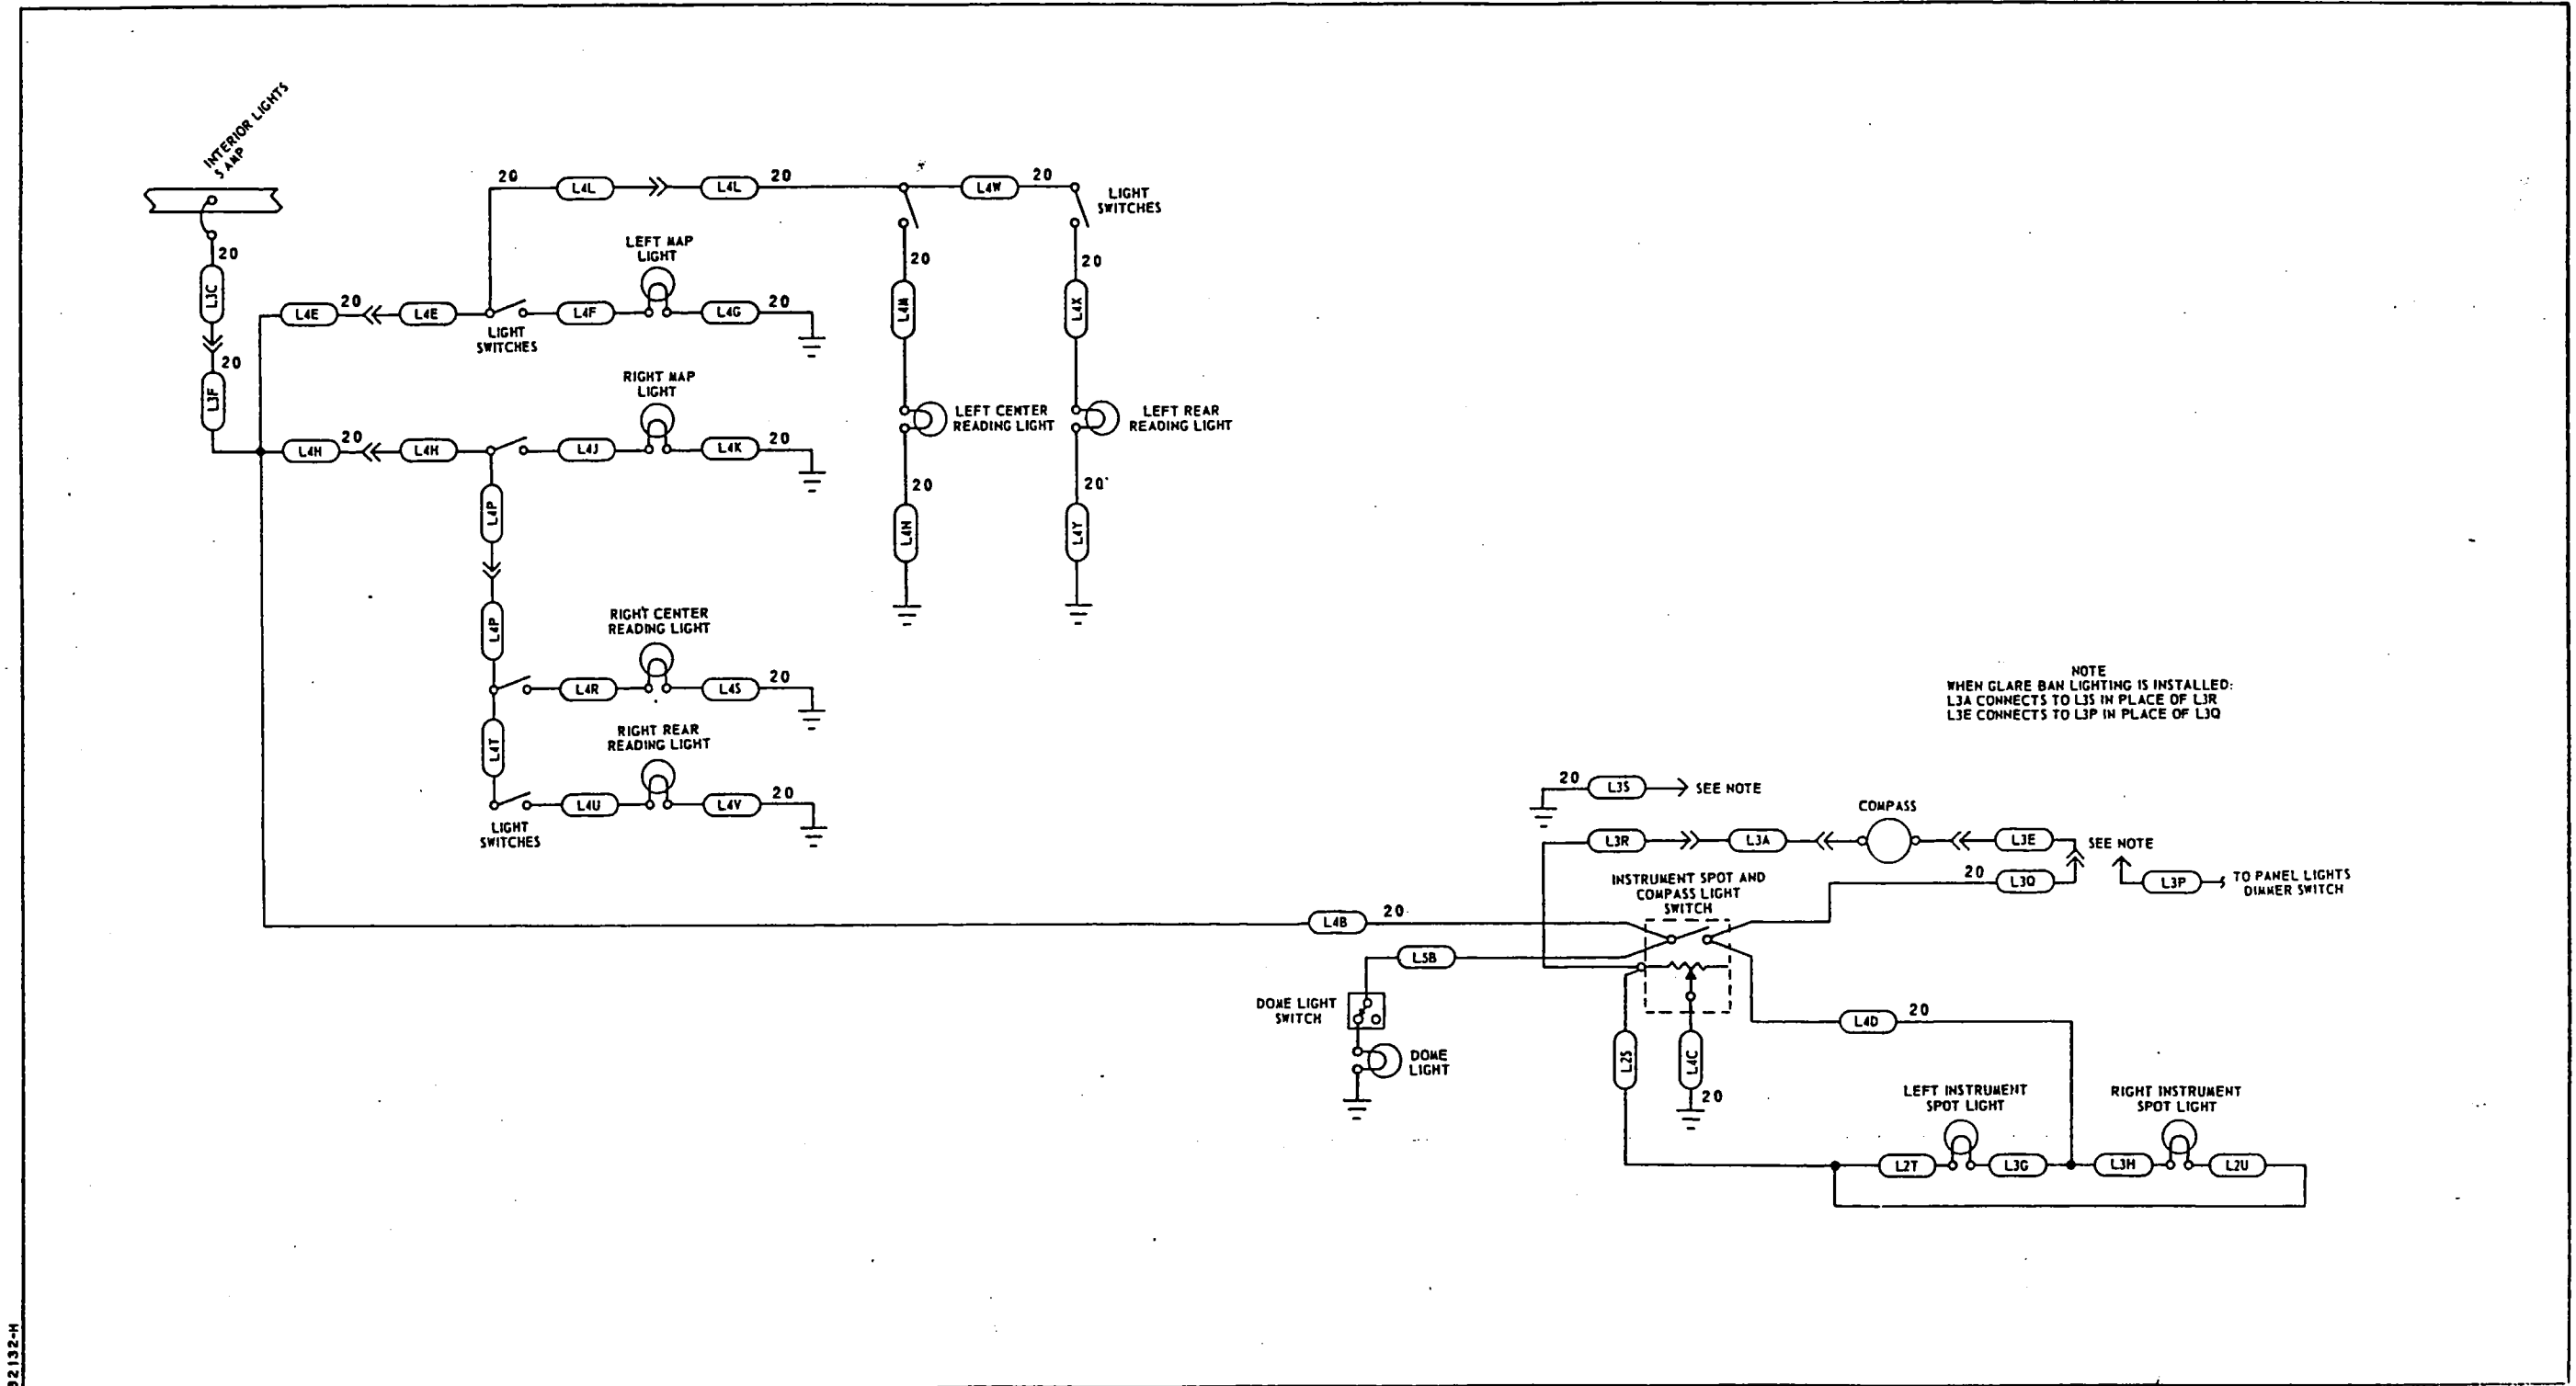 INTERIOR LIGHTS
5 AMP
20
L4L
L4L
20
L4W
20
LIGHT
SWITCHES
20
L3C
20
L3F
L4E
20
L4E
LIGHT
SWITCHES
LEFT MAP
LIGHT
L4F
L4G
20
20
L4M
20
L4X
RIGHT MAP
LIGHT
L4H
20
L4H
L4J
L4K
20
LEFT CENTER
READING LIGHT
LEFT REAR
READING LIGHT
20
L4N
20
L4Y
L4P
L4P
RIGHT CENTER
READING LIGHT
L4R
L4S
20
L4T
RIGHT REAR
READING LIGHT
L4U
L4V
20
LIGHT
SWITCHES
NOTE
WHEN GLARE BAN LIGHTING IS INSTALLED:
L3A CONNECTS TO L3S IN PLACE OF L3R
L3E CONNECTS TO L3P IN PLACE OF L3Q
20
L3S
SEE NOTE
COMPASS
L3R
L3A
L3E
SEE NOTE
20
L3Q
L3P
TO PANEL LIGHTS
DIMMER SWITCH
INSTRUMENT SPOT AND
COMPASS LIGHT
SWITCH
L4B
20
L5B
DOME LIGHT
SWITCH
DOME
LIGHT
L2S
L4C
20
L4D
20
LEFT INSTRUMENT
SPOT LIGHT
RIGHT INSTRUMENT
SPOT LIGHT
L2T
L3G
L3H
L2U
32132-H